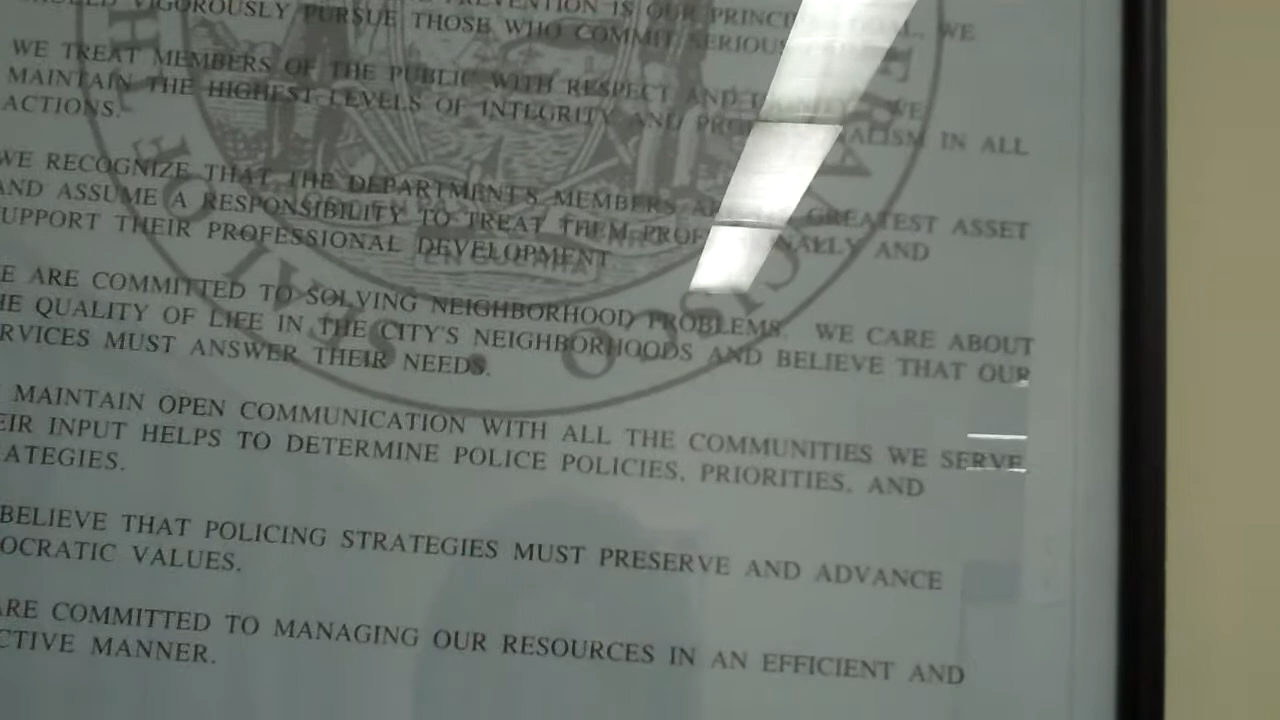 VIGOROUSLY PURSUE THOSE WHO COMMIT SERIOUS WE
WE TREAT MEMBERS OF THE PUBLIC WITH RESPECT AND WE
MAINTAIN THE HIGHEST LEVELS OF INTEGRITY AND IN ALL
ACTIONS.
WE RECOGNIZE THAT THE DEPARTMENT'S MEMBERS GREATEST ASSET
AND ASSUME A RESPONSIBILITY TO TREAT THEM AND
UPPORT THEIR PROFESSIONAL DEVELOPMENT
E ARE COMMITTED TO SOLVING NEIGHBORHOOD PROBLEMS. WE CARE ABOUT
HE QUALITY OF LIFE IN THE CITY'S NEIGHBORHOODS AND BELIEVE THAT OUR
RVICES MUST ANSWER THEIR NEEDS.
MAINTAIN OPEN COMMUNICATION WITH ALL THE COMMUNITIES WE SERVE
EIR INPUT HELPS TO DETERMINE POLICE POLICIES, PRIORITIES, AND
ATEGIES.
BELIEVE THAT POLICING STRATEGIES MUST PRESERVE AND ADVANCE
OCRATIC VALUES.
ARE COMMITTED TO MANAGING OUR RESOURCES IN AN EFFICIENT AND
CTIVE MANNER.